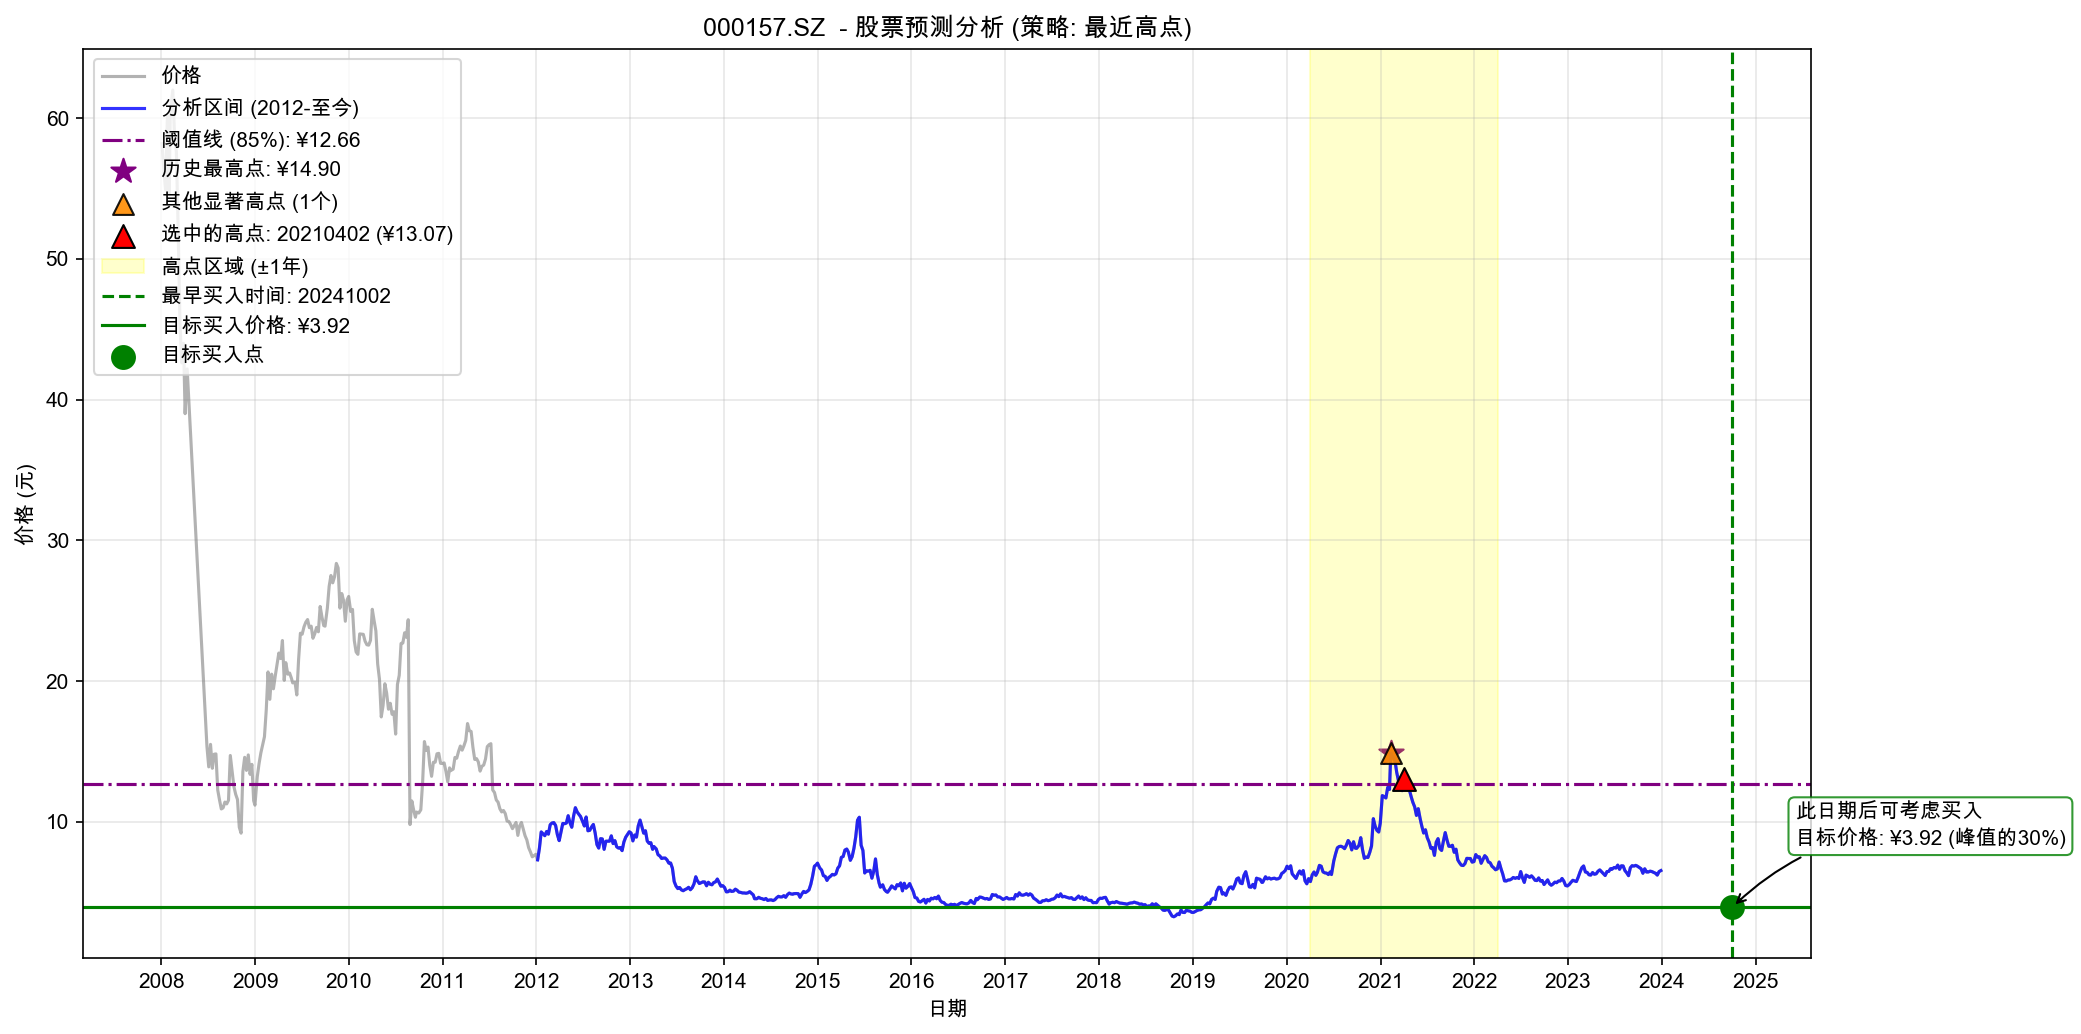 000157.SZ - 股票预测分析 (策略: 最近高点)
价格
分析区间 (2012-至今)
阈值线 (85%): ¥12.66
历史最高点: ¥14.90
其他显著高点 (1个)
选中的高点: 20210402 (¥13.07)
高点区域 (±1年)
最早买入时间: 20241002
目标买入价格: ¥3.92
目标买入点
价格 (元)
60
50
40
30
20
10
此日期后可考虑买入
目标价格: ¥3.92 (峰值的30%)
2008 2009 2010 2011 2012 2013 2014 2015 2016 2017 2018 2019 2020 2021 2022 2023 2024 2025
日期